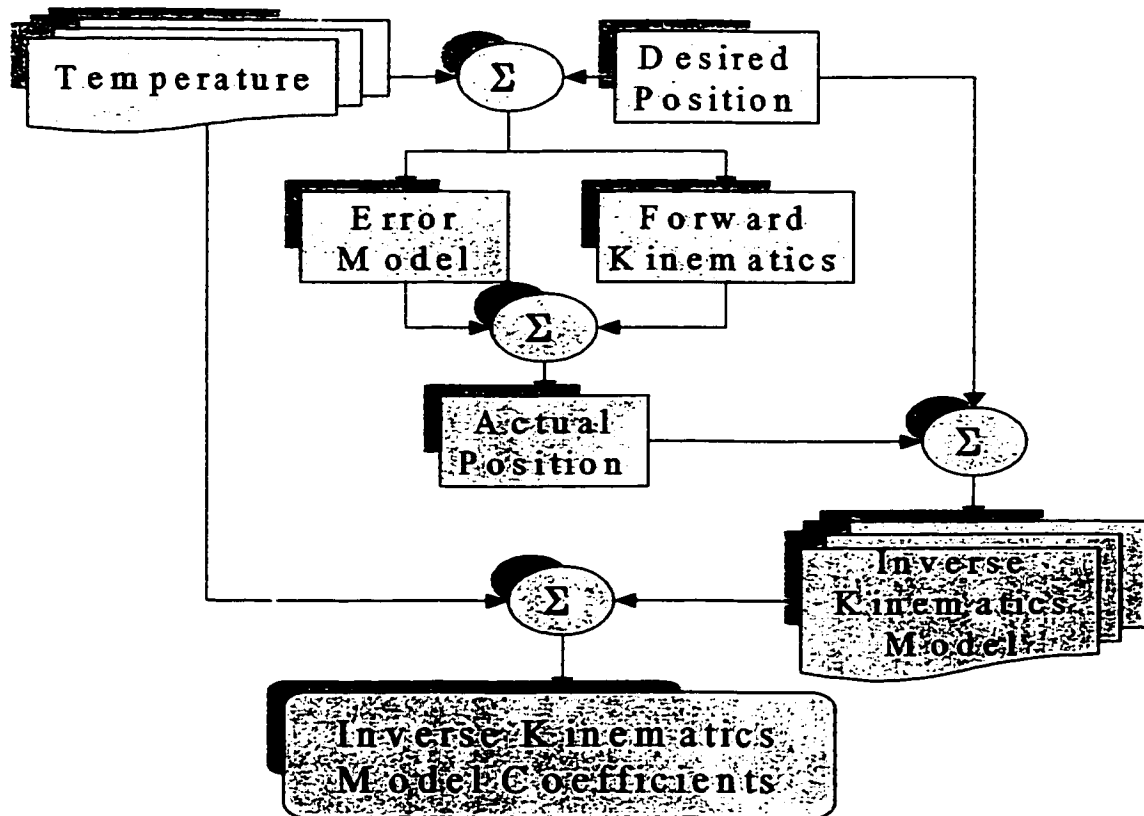 Temperature
Σ
Desired
Position
Error
Model
Forward
Kinematics
Σ
Actual
Position
Σ
Inverse
Kinematics
Model
Σ
Inverse Kinematics
Model Coefficients